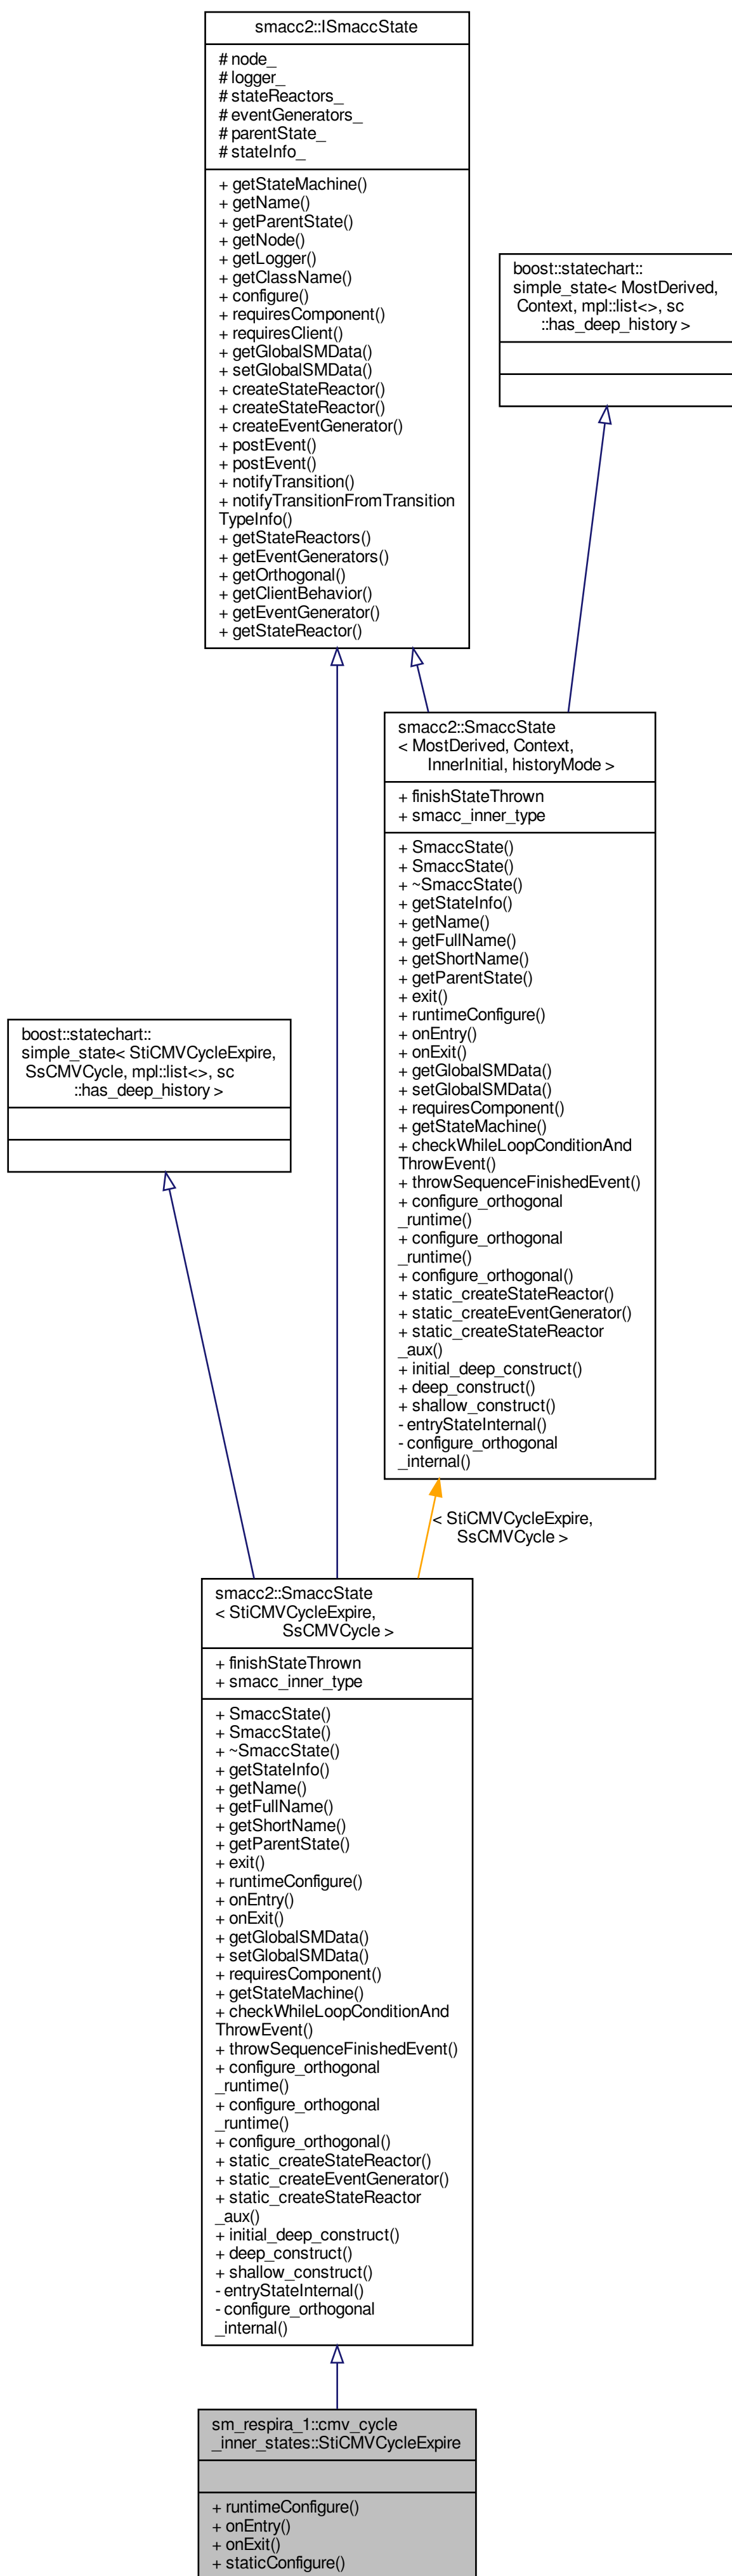 smacc2::ISmaccState
# node_
# logger_
# stateReactors_
# eventGenerators_
# parentState_
# stateInfo_
+ getStateMachine()
+ getName()
+ getParentState()
+ getNode()
+ getLogger()
+ getClassName()
+ configure()
+ requiresComponent()
+ requiresClient()
+ getGlobalSMData()
+ setGlobalSMData()
+ createStateReactor()
+ createStateReactor()
+ createEventGenerator()
+ postEvent()
+ postEvent()
+ notifyTransition()
+ notifyTransitionFromTransition
TypeInfo()
+ getStateReactors()
+ getEventGenerators()
+ getOrthogonal()
+ getClientBehavior()
+ getEventGenerator()
+ getStateReactor()
boost::statechart::
simple_state< MostDerived,
Context, mpl::list<>, sc
::has_deep_history >
smacc2::SmaccState
< MostDerived, Context,
InnerInitial, historyMode >
+ finishStateThrown
+ smacc_inner_type
+ SmaccState()
+ SmaccState()
+ ~SmaccState()
+ getStateInfo()
+ getName()
+ getFullName()
+ getShortName()
+ getParentState()
+ exit()
+ runtimeConfigure()
+ onEntry()
+ onExit()
+ getGlobalSMData()
+ setGlobalSMData()
+ requiresComponent()
+ getStateMachine()
+ checkWhileLoopConditionAnd
ThrowEvent()
+ throwSequenceFinishedEvent()
+ configure_orthogonal
_runtime()
+ configure_orthogonal
_runtime()
+ configure_orthogonal()
+ static_createStateReactor()
+ static_createEventGenerator()
+ static_createStateReactor
_aux()
+ initial_deep_construct()
+ deep_construct()
+ shallow_construct()
- entryStateInternal()
- configure_orthogonal
_internal()
boost::statechart::
simple_state< StiCMVCycleExpire,
SsCMVCycle, mpl::list<>, sc
::has_deep_history >
< StiCMVCycleExpire,
SsCMVCycle >
smacc2::SmaccState
< StiCMVCycleExpire,
SsCMVCycle >
+ finishStateThrown
+ smacc_inner_type
+ SmaccState()
+ SmaccState()
+ ~SmaccState()
+ getStateInfo()
+ getName()
+ getFullName()
+ getShortName()
+ getParentState()
+ exit()
+ runtimeConfigure()
+ onEntry()
+ onExit()
+ getGlobalSMData()
+ setGlobalSMData()
+ requiresComponent()
+ getStateMachine()
+ checkWhileLoopConditionAnd
ThrowEvent()
+ throwSequenceFinishedEvent()
+ configure_orthogonal
_runtime()
+ configure_orthogonal
_runtime()
+ configure_orthogonal()
+ static_createStateReactor()
+ static_createEventGenerator()
+ static_createStateReactor
_aux()
+ initial_deep_construct()
+ deep_construct()
+ shallow_construct()
- entryStateInternal()
- configure_orthogonal
_internal()
sm_respira_1::cmv_cycle
_inner_states::StiCMVCycleExpire
+ runtimeConfigure()
+ onEntry()
+ onExit()
+ staticConfigure()